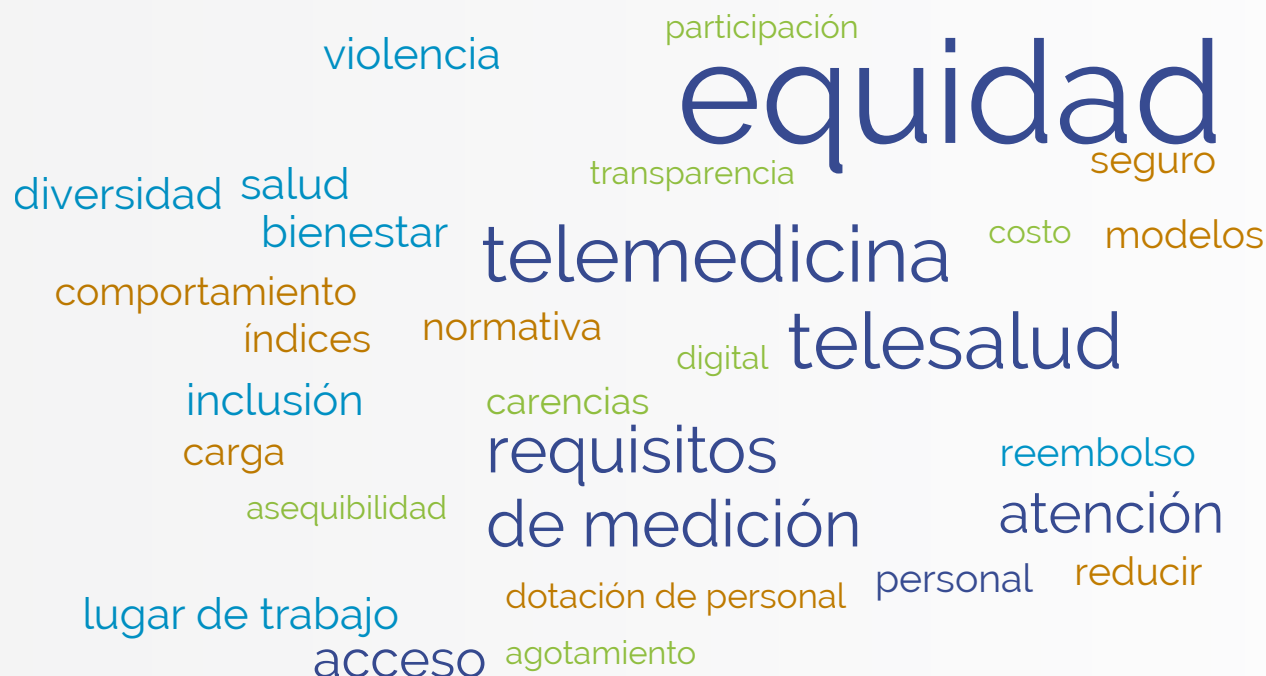 participación
violencia
equidad
seguro
transparencia
diversidad
salud
bienestar
telemedicina
costo
modelos
comportamiento
índices
normativa
digital
telesalud
inclusión
carencias
carga
requisitos
de medición
reembolso
asequibilidad
atención
dotación de personal
personal
reducir
lugar de trabajo
acceso
agotamiento